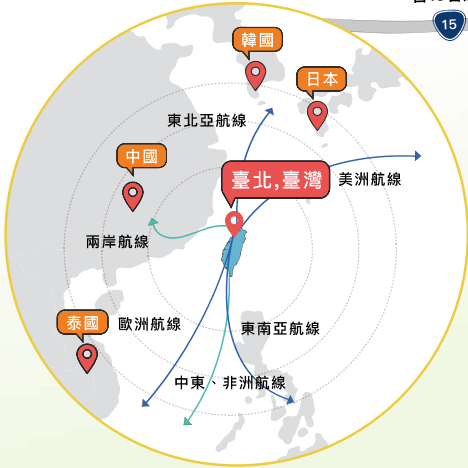 15
韓國
日本
東北亞航線
中國
臺北,臺灣
美洲航線
兩岸航線
泰國
歐洲航線
東南亞航線
中東、非洲航線